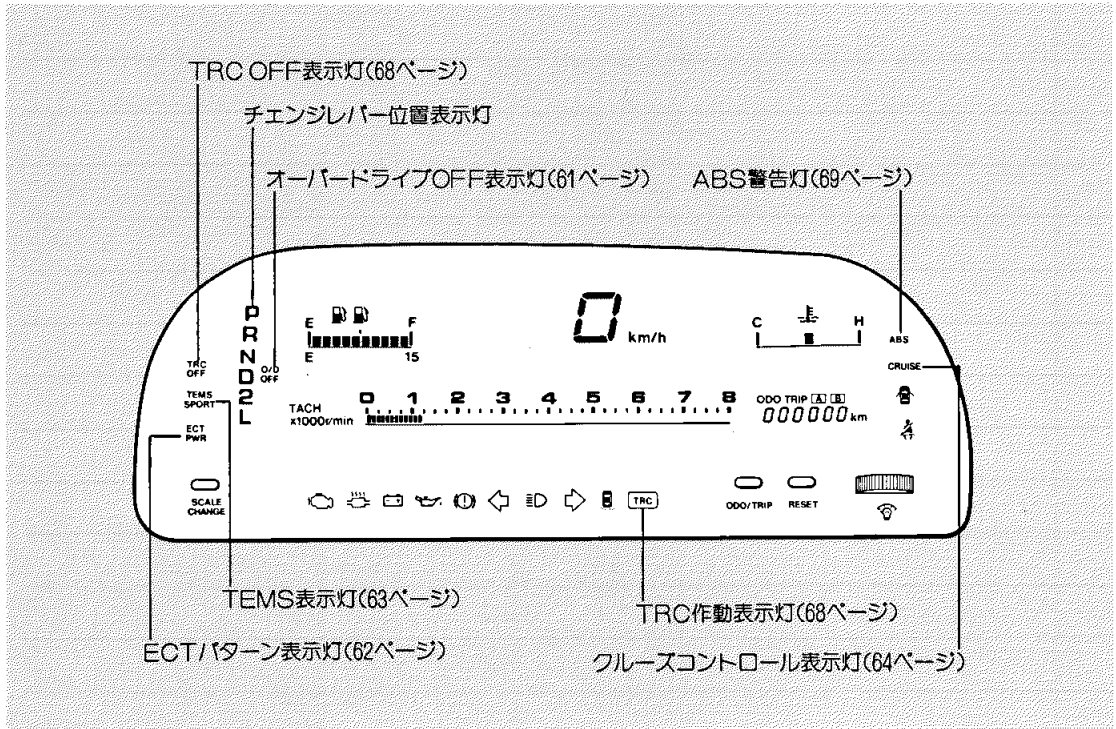 TRC OFF表示灯(68ページ)
チェンジレバー位置表示灯
オーバードライブOFF表示灯(61ページ)
ABS警告灯(69ページ)
P
R
N
D
2
L
TRC
OFF
O/D
OFF
TEMS
SPORT
ECT
PWR
SCALE
CHANGE
E F
E 15
0 km/h
C H
ABS
CRUISE
TACH
x1000r/min
0 1 2 3 4 5 6 7 8
ODO TRIP A B
000000 km
TRC
ODO/TRIP
RESET
TEMS表示灯(63ページ)
TRC作動表示灯(68ページ)
ECTパターン表示灯(62ページ)
クルーズコントロール表示灯(64ページ)